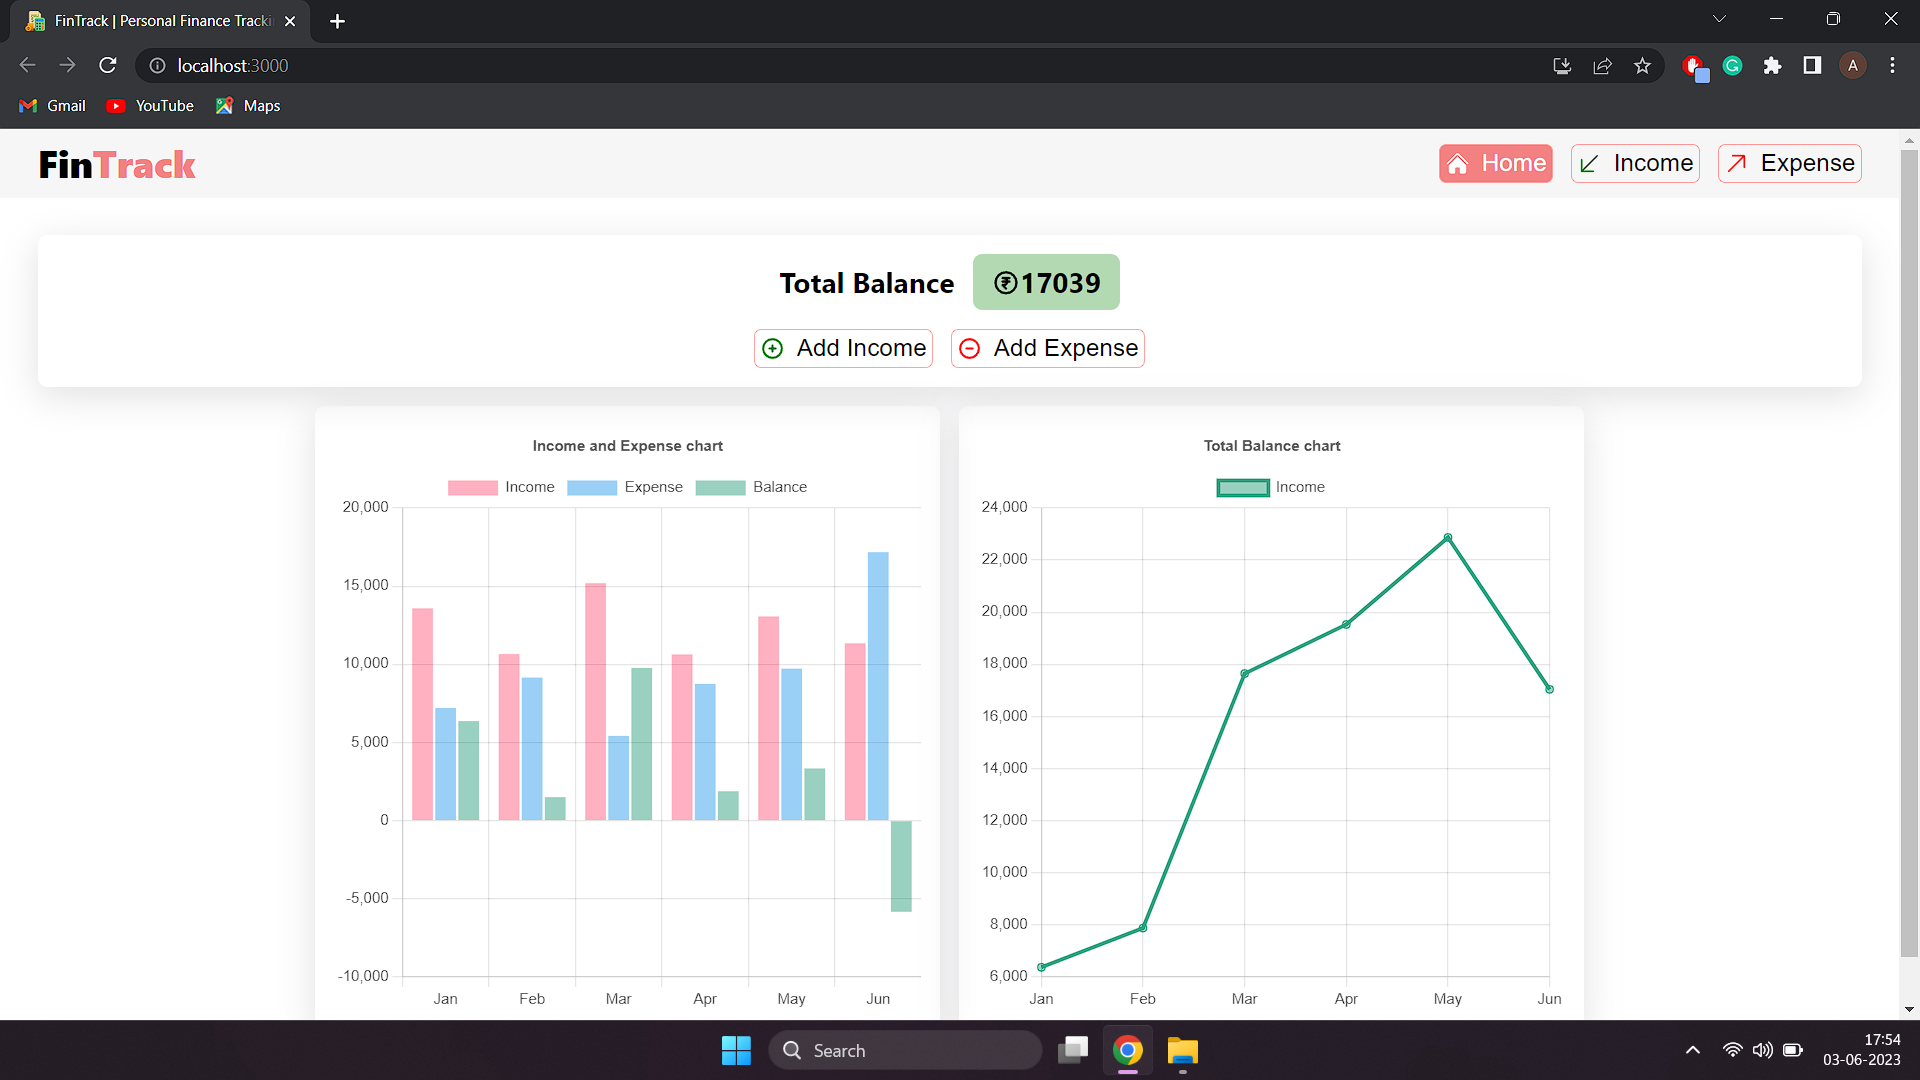 FinTrack | Personal Finance Tracki
localhost:3000
Gmail YouTube Maps
A
FinTrack
Home Income Expense
Total Balance ₹17039
Add Income Add Expense
Income and Expense chart
Income Expense Balance
20,000
15,000
10,000
5,000
0
-5,000
-10,000
Jan Feb Mar Apr May Jun
Total Balance chart
Income
24,000
22,000
20,000
18,000
16,000
14,000
12,000
10,000
8,000
6,000
Jan Feb Mar Apr May Jun
Search
17:54
03-06-2023